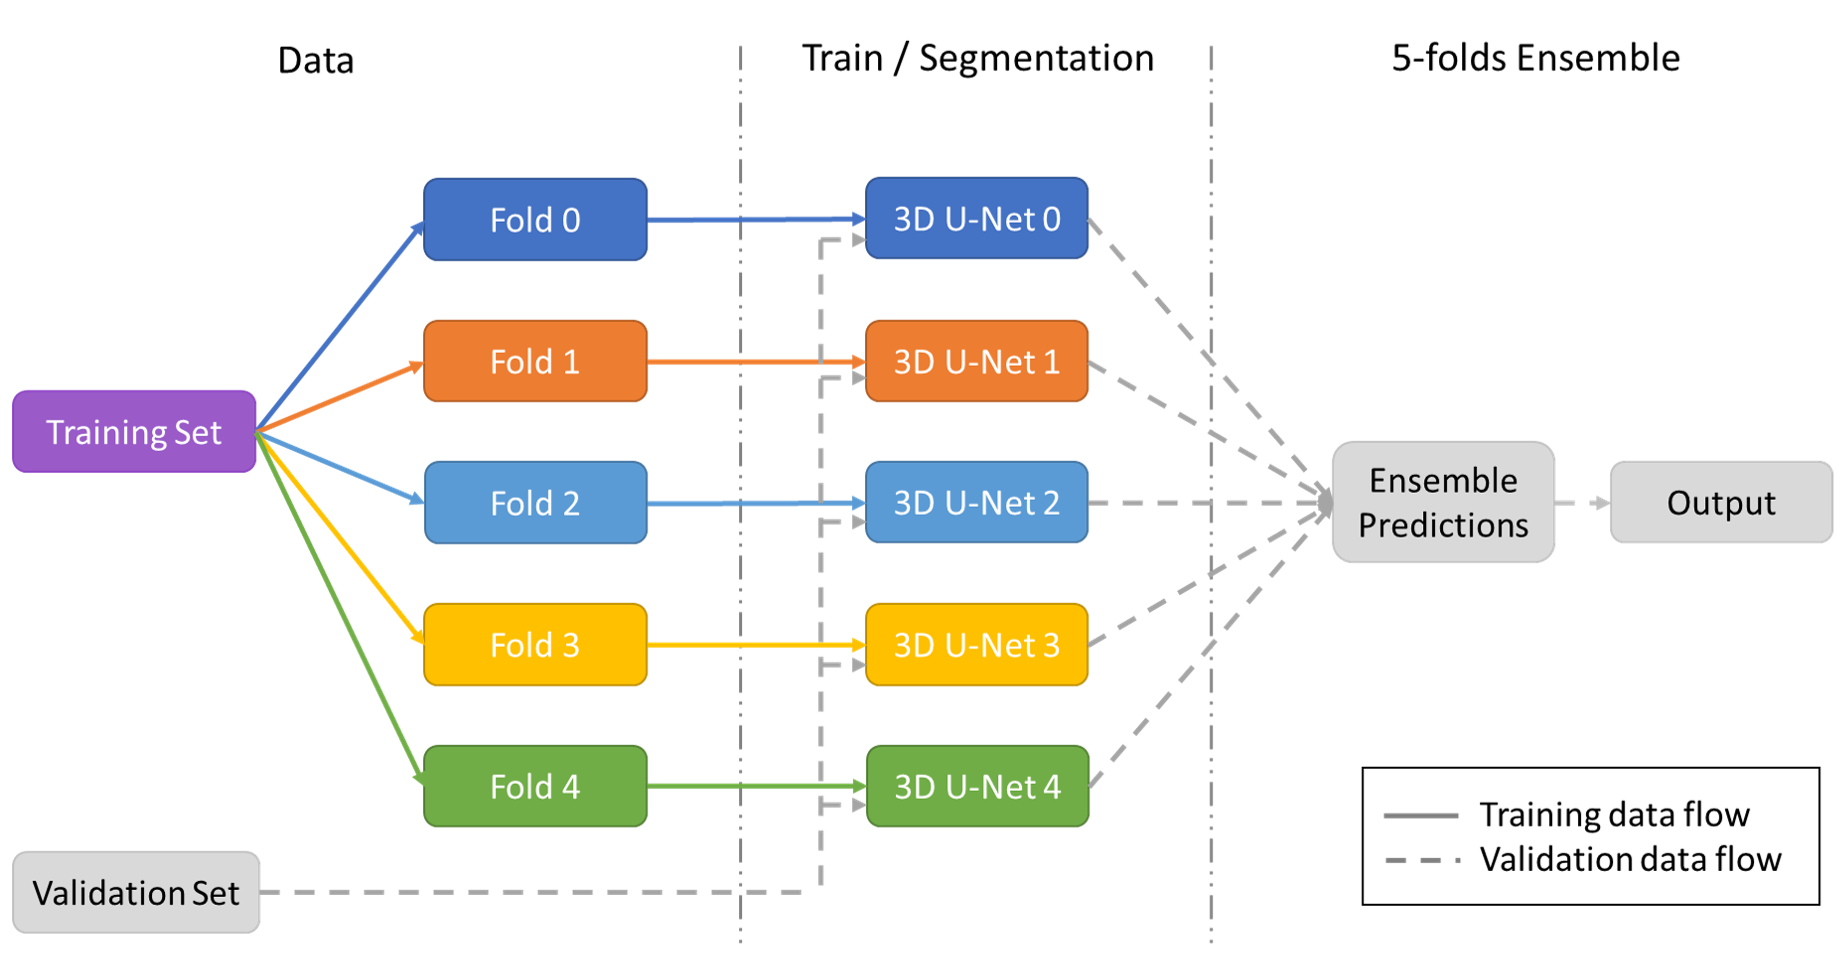 Data
Train / Segmentation
5-folds Ensemble
Fold 0
3D U-Net 0
Fold 1
3D U-Net 1
Training Set
Fold 2
3D U-Net 2
Ensemble
Predictions
Output
Fold 3
3D U-Net 3
Fold 4
3D U-Net 4
Training data flow
Validation data flow
Validation Set